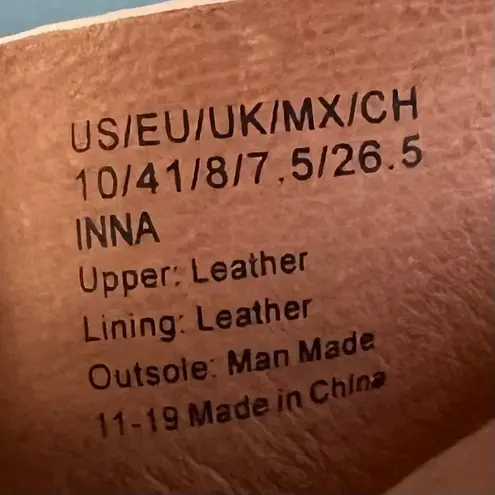 US/EU/UK/MX/CH
10/41/8/7.5/26.5
INNA
Upper: Leather
Lining: Leather
Outsole: Man Made
11-19 Made in China